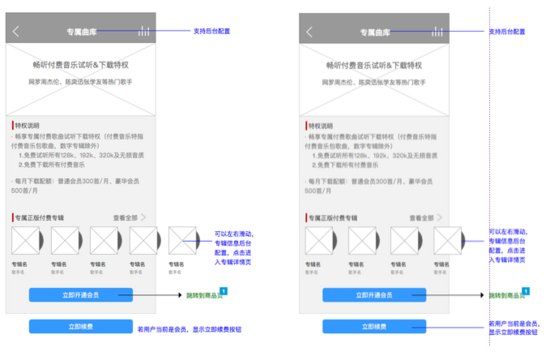 专属曲库
支持后台配置
畅听付费音乐试听&下载特权
网罗周杰伦、陈奕迅张学友等热门歌手
特权说明
· 畅享专属付费歌曲试听下载特权（付费音乐特指
付费音乐包歌曲，数字专辑除外）
1.免费试听所有128k、192k、320k及无损音质
2.免费下载所有付费音乐
· 每月下载配额：普通会员300首/月、豪华会员
500首/月
专属正版付费专辑
查看全部
可以左右滑动，
专辑信息后台
配置，点击进
入专辑详情页
专辑名 专辑名 专辑名 专辑名 专辑名
歌手名 歌手名 歌手名 歌手名 歌手名
立即开通会员
跳转到商品页
1
立即续费
若用户当前是会员，显示立即续费按钮
专属曲库
支持后台配置
畅听付费音乐试听&下载特权
网罗周杰伦、陈奕迅张学友等热门歌手
特权说明
· 畅享专属付费歌曲试听下载特权（付费音乐特指
付费音乐包歌曲，数字专辑除外）
1.免费试听所有128k、192k、320k及无损音质
2.免费下载所有付费音乐
· 每月下载配额：普通会员300首/月、豪华会员
500首/月
专属正版付费专辑
查看全部
可以左右滑动，
专辑信息后台
配置，点击进
入专辑详情页
专辑名 专辑名 专辑名 专辑名 专辑名
歌手名 歌手名 歌手名 歌手名 歌手名
立即开通会员
跳转到商品页
1
立即续费
若用户当前是会员，
显示立即续费按钮